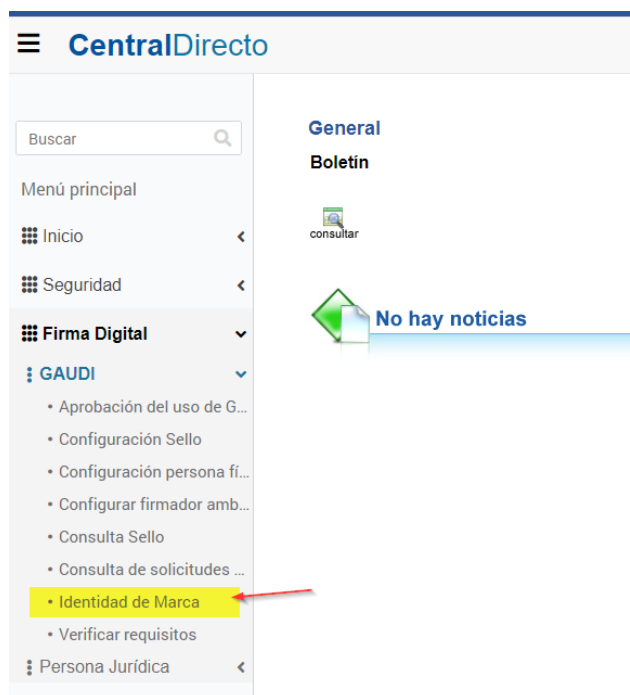 CentralDirecto
Buscar
Menú principal
Inicio
Seguridad
Firma Digital
GAUDI
• Aprobación del uso de G...
• Configuración Sello
• Configuración persona fí...
• Configurar firmador amb...
• Consulta Sello
• Consulta de solicitudes ...
• Identidad de Marca
• Verificar requisitos
Persona Jurídica
General
Boletín
consultar
No hay noticias